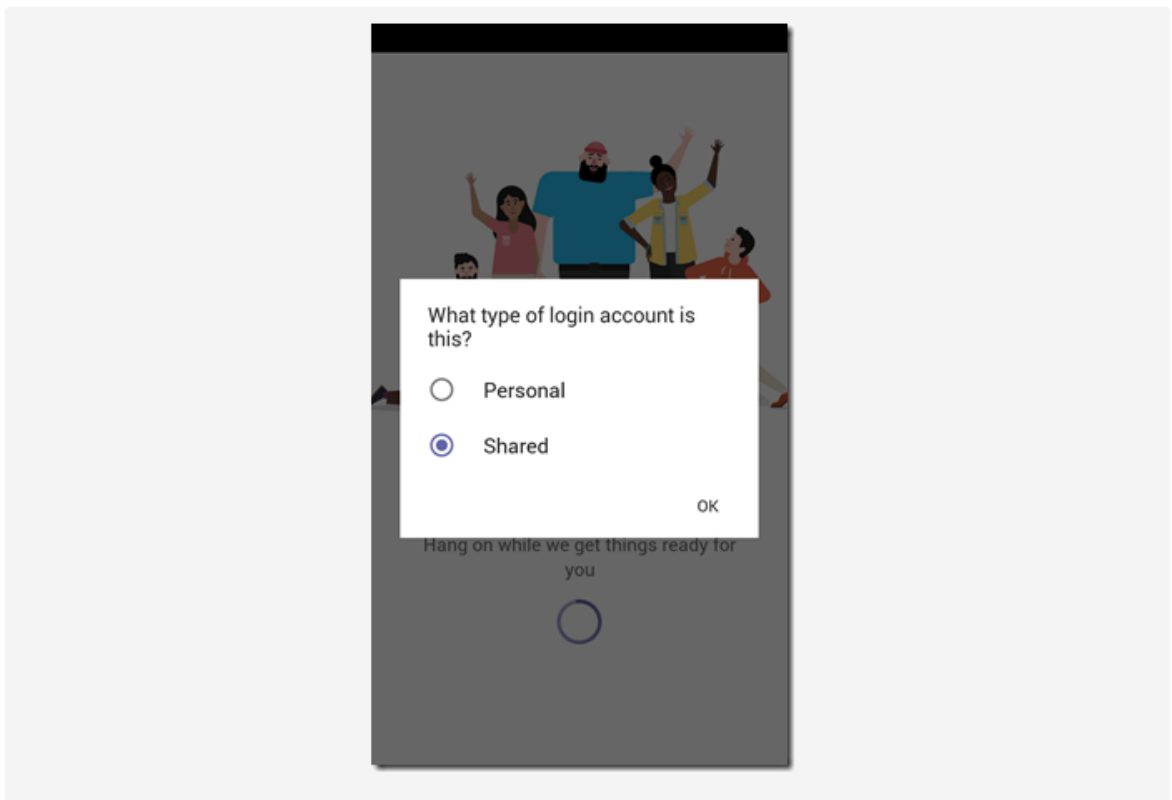 What type of login account is
this?
Personal
Shared
OK
Hang on while we get things ready for
you